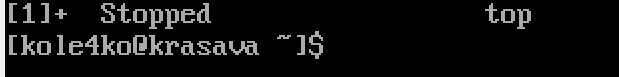 [1]+  Stopped                 top
[kole4ko@krasava ~]$